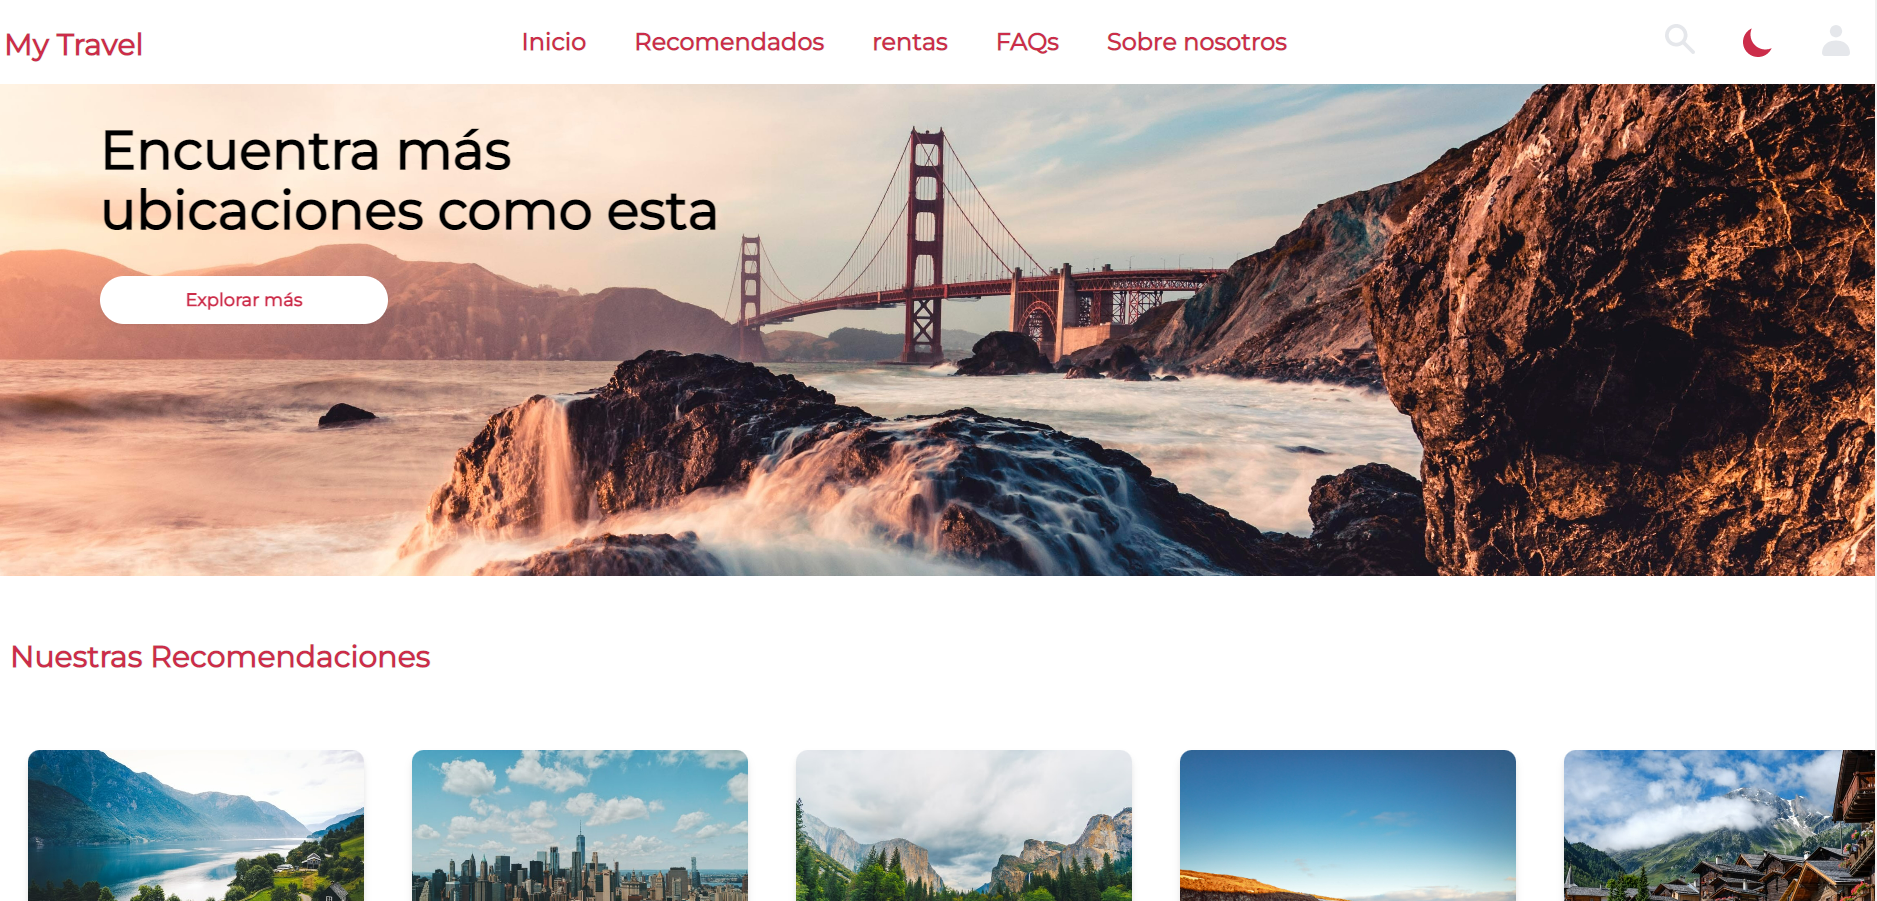 My Travel
Inicio Recomendados rentas FAQs Sobre nosotros
Encuentra más
ubicaciones como esta
Explorar más
Nuestras Recomendaciones